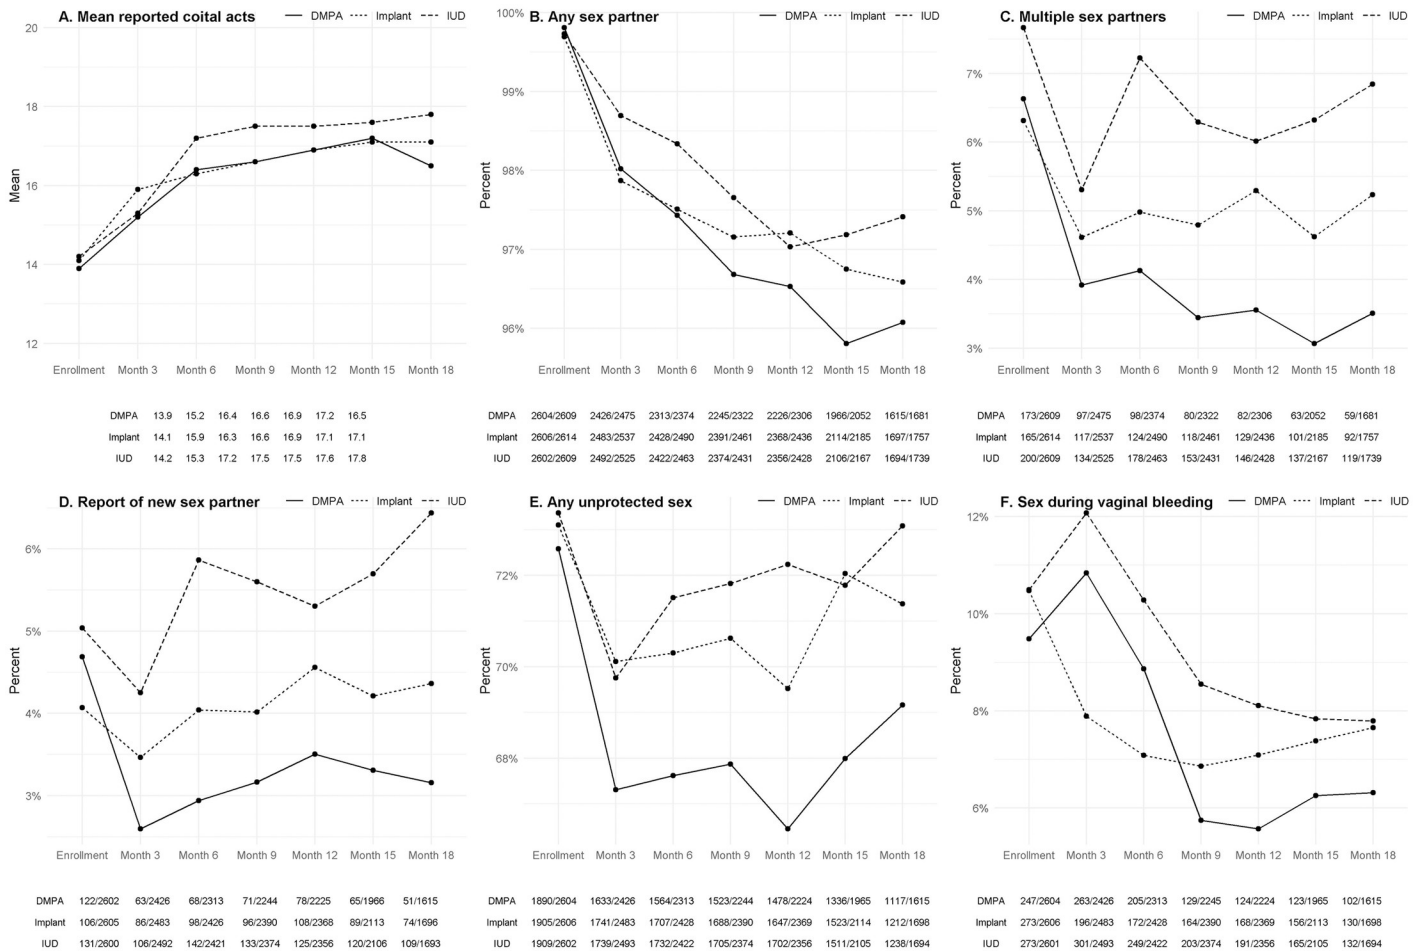 A. Mean reported coital acts
DMPA Implant IUD
Mean
20
18
16
14
12
Enrollment Month 3 Month 6 Month 9 Month 12 Month 15 Month 18
DMPA 13.9 15.2 16.4 16.6 16.9 17.2 16.5
Implant 14.1 15.9 16.3 16.6 16.9 17.1 17.1
IUD 14.2 15.3 17.2 17.5 17.5 17.6 17.8
B. Any sex partner
DMPA Implant IUD
Percent
100%
99%
98%
97%
96%
Enrollment Month 3 Month 6 Month 9 Month 12 Month 15 Month 18
DMPA 2604/2609 2426/2475 2313/2374 2245/2322 2226/2306 1966/2052 1615/1681
Implant 2606/2614 2483/2537 2428/2490 2391/2461 2368/2436 2114/2185 1697/1757
IUD 2602/2609 2492/2525 2422/2463 2374/2431 2356/2428 2106/2167 1694/1739
C. Multiple sex partners
DMPA Implant IUD
Percent
7%
6%
5%
4%
3%
Enrollment Month 3 Month 6 Month 9 Month 12 Month 15 Month 18
DMPA 173/2609 97/2475 98/2374 80/2322 82/2306 63/2052 59/1681
Implant 165/2614 117/2537 124/2490 118/2461 129/2436 101/2185 92/1757
IUD 200/2609 134/2525 178/2463 153/2431 146/2428 137/2167 119/1739
D. Report of new sex partner
DMPA Implant IUD
Percent
6%
5%
4%
3%
Enrollment Month 3 Month 6 Month 9 Month 12 Month 15 Month 18
DMPA 122/2602 63/2426 68/2313 71/2244 78/2225 65/1966 51/1615
Implant 106/2605 86/2483 98/2426 96/2390 108/2368 89/2113 74/1696
IUD 131/2600 106/2492 142/2421 133/2374 125/2356 120/2106 109/1693
E. Any unprotected sex
DMPA Implant IUD
Percent
72%
70%
68%
Enrollment Month 3 Month 6 Month 9 Month 12 Month 15 Month 18
DMPA 1890/2604 1633/2426 1564/2313 1523/2244 1478/2224 1336/1965 1117/1615
Implant 1905/2606 1741/2483 1707/2428 1688/2390 1647/2369 1523/2114 1212/1698
IUD 1909/2602 1739/2493 1732/2422 1705/2374 1702/2356 1511/2105 1238/1694
F. Sex during vaginal bleeding
DMPA Implant IUD
Percent
12%
10%
8%
6%
Enrollment Month 3 Month 6 Month 9 Month 12 Month 15 Month 18
DMPA 247/2604 263/2426 205/2313 129/2245 124/2224 123/1965 102/1615
Implant 273/2606 196/2483 172/2428 164/2390 168/2369 156/2113 130/1698
IUD 273/2601 301/2493 249/2422 203/2374 191/2355 165/2105 132/1694